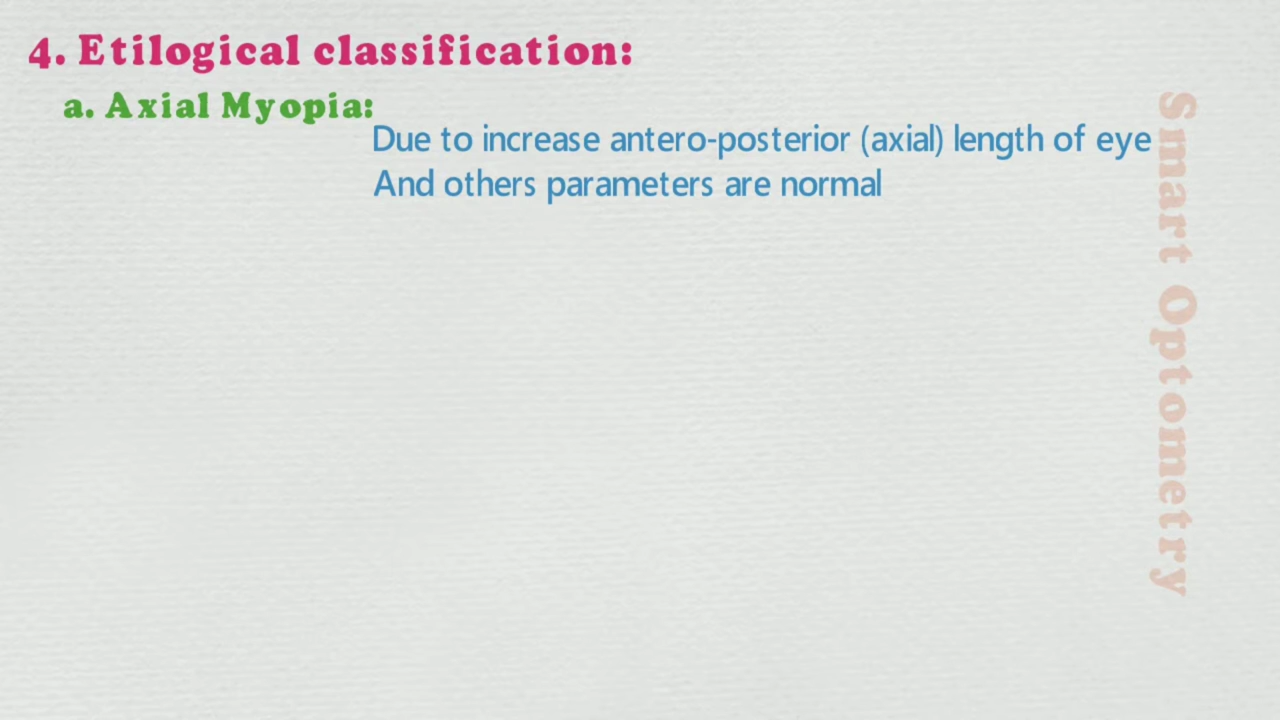 4. Etilogical classification:
a. Axial Myopia:
Due to increase antero-posterior (axial) length of eye
And others parameters are normal
Smart Optometry